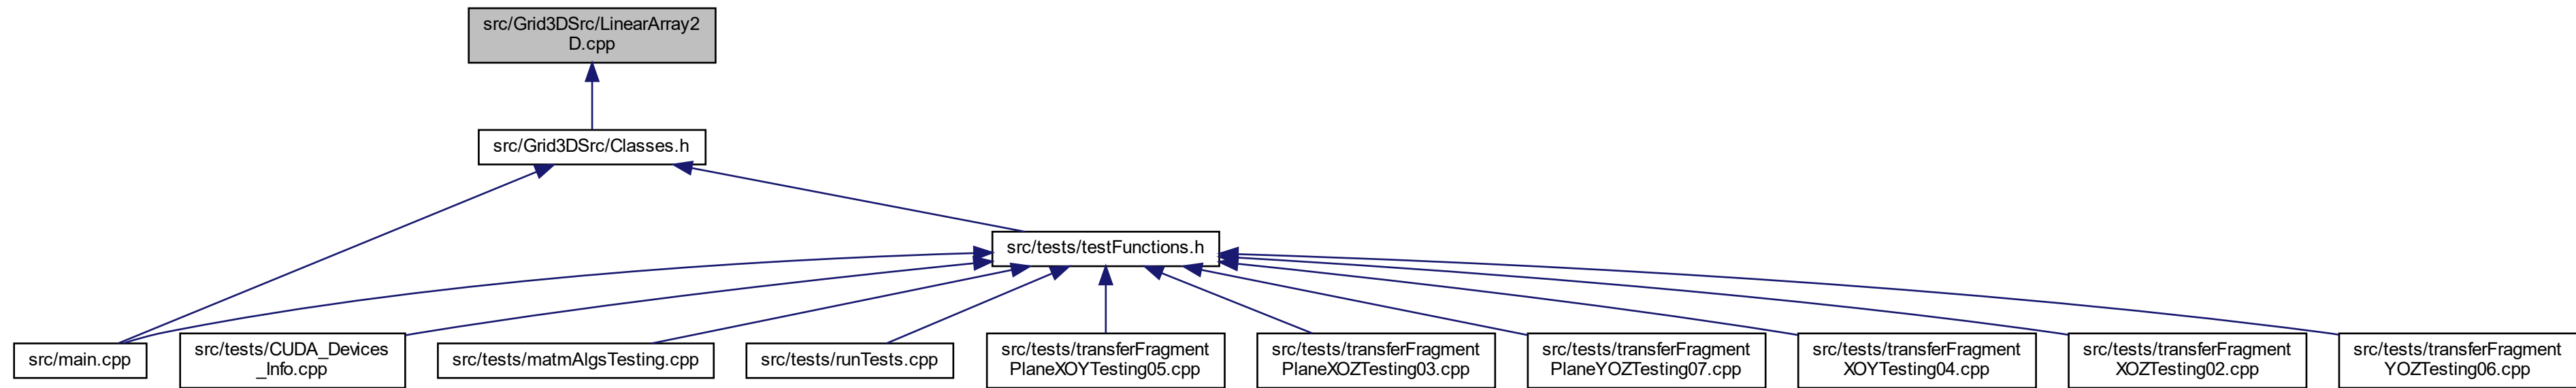 src/Grid3DSrc/LinearArray2
D.cpp
src/Grid3DSrc/Classes.h
src/tests/testFunctions.h
src/main.cpp
src/tests/CUDA_Devices
_Info.cpp
src/tests/matmAlgsTesting.cpp
src/tests/runTests.cpp
src/tests/transferFragment
PlaneXOYTesting05.cpp
src/tests/transferFragment
PlaneXOZTesting03.cpp
src/tests/transferFragment
PlaneYOZTesting07.cpp
src/tests/transferFragment
XOYTesting04.cpp
src/tests/transferFragment
XOZTesting02.cpp
src/tests/transferFragment
YOZTesting06.cpp